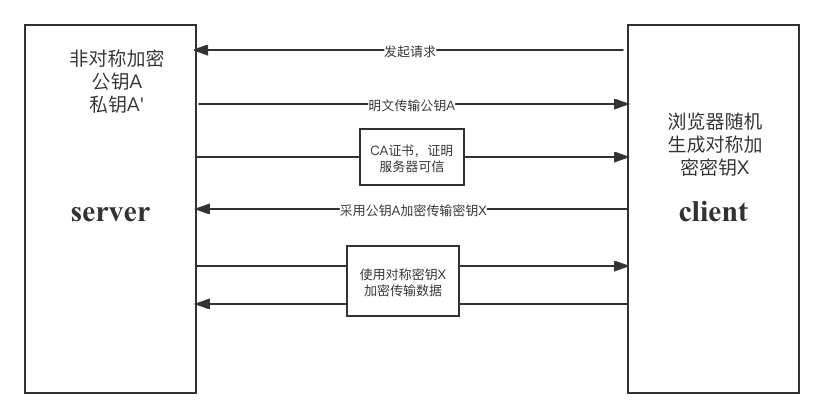 非对称加密
公钥A
私钥A'
server
发起请求
明文传输公钥A
CA证书，证明
服务器可信
采用公钥A加密传输密钥X
使用对称密钥X
加密传输数据
浏览器随机
生成对称加
密密钥X
client